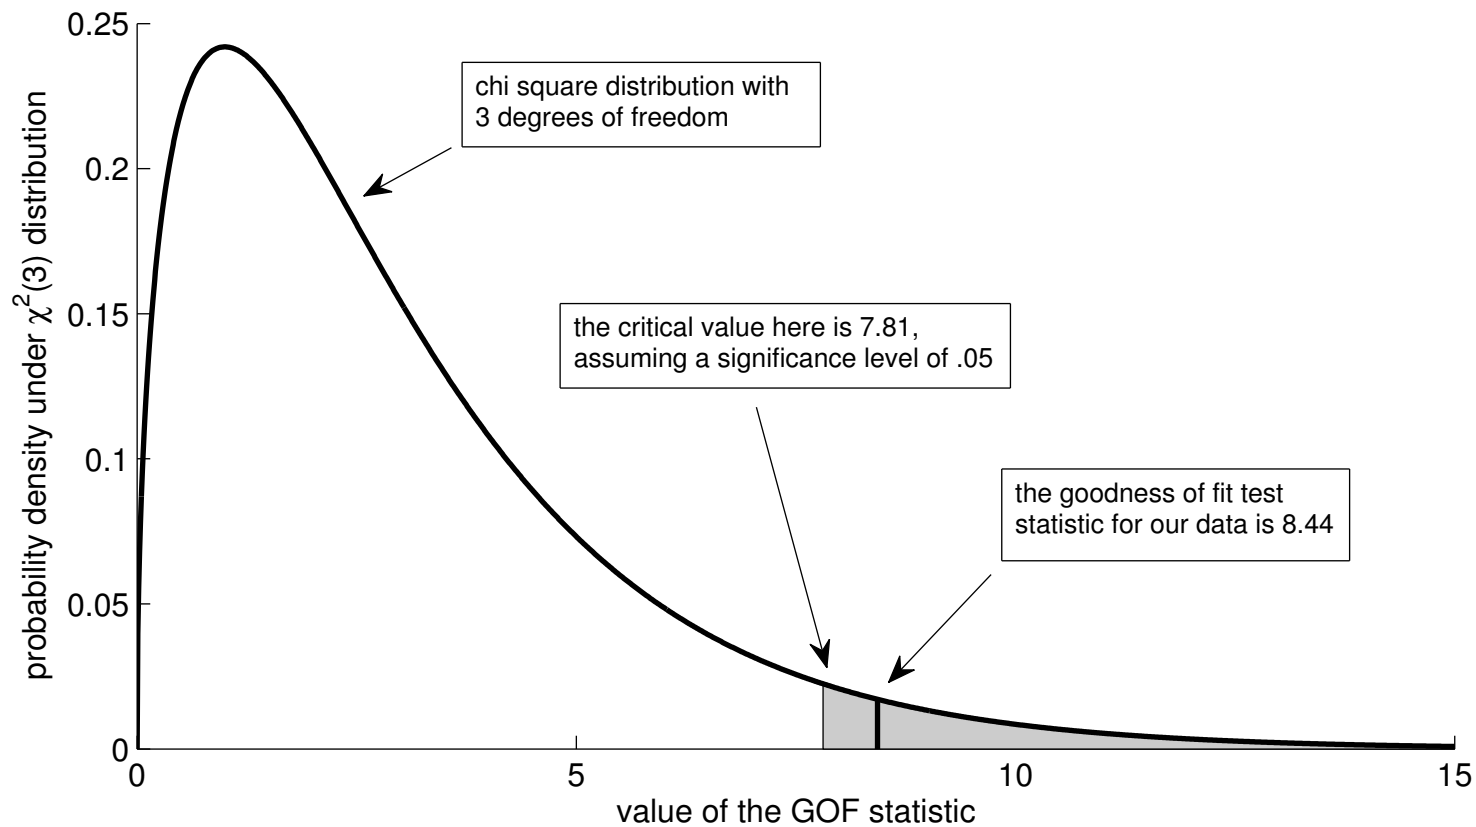 0.25
0.2
0.15
0.1
0.05
0
probability density under χ²(3) distribution
chi square distribution with
3 degrees of freedom
the critical value here is 7.81,
assuming a significance level of .05
the goodness of fit test
statistic for our data is 8.44
0 5 10 15
value of the GOF statistic